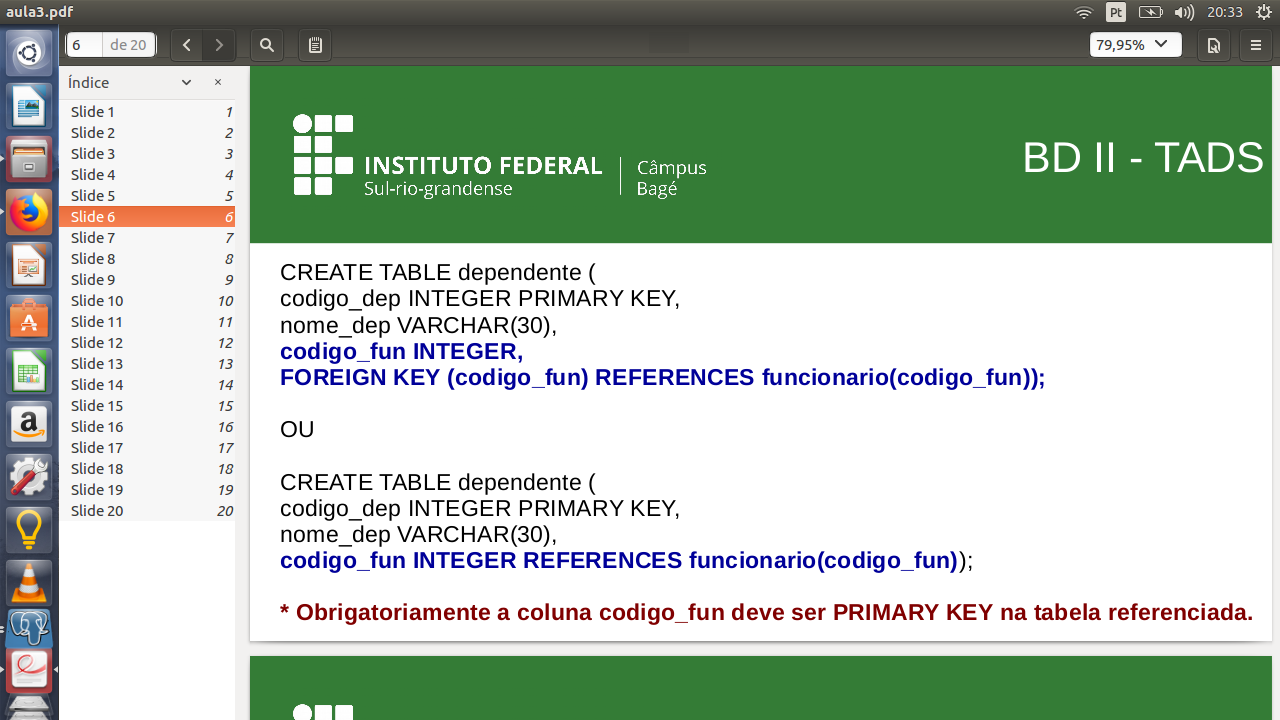 aula3.pdf
Pt
20:33
6 de 20
79,95%
Índice
Slide 1 1
Slide 2 2
Slide 3 3
Slide 4 4
Slide 5 5
Slide 6 6
Slide 7 7
Slide 8 8
Slide 9 9
Slide 10 10
Slide 11 11
Slide 12 12
Slide 13 13
Slide 14 14
Slide 15 15
Slide 16 16
Slide 17 17
Slide 18 18
Slide 19 19
Slide 20 20
INSTITUTO FEDERAL
Sul-rio-grandense
Câmpus
Bagé
BD II - TADS
CREATE TABLE dependente (
codigo_dep INTEGER PRIMARY KEY,
nome_dep VARCHAR(30),
codigo_fun INTEGER,
FOREIGN KEY (codigo_fun) REFERENCES funcionario(codigo_fun));
OU
CREATE TABLE dependente (
codigo_dep INTEGER PRIMARY KEY,
nome_dep VARCHAR(30),
codigo_fun INTEGER REFERENCES funcionario(codigo_fun));
* Obrigatoriamente a coluna codigo_fun deve ser PRIMARY KEY na tabela referenciada.